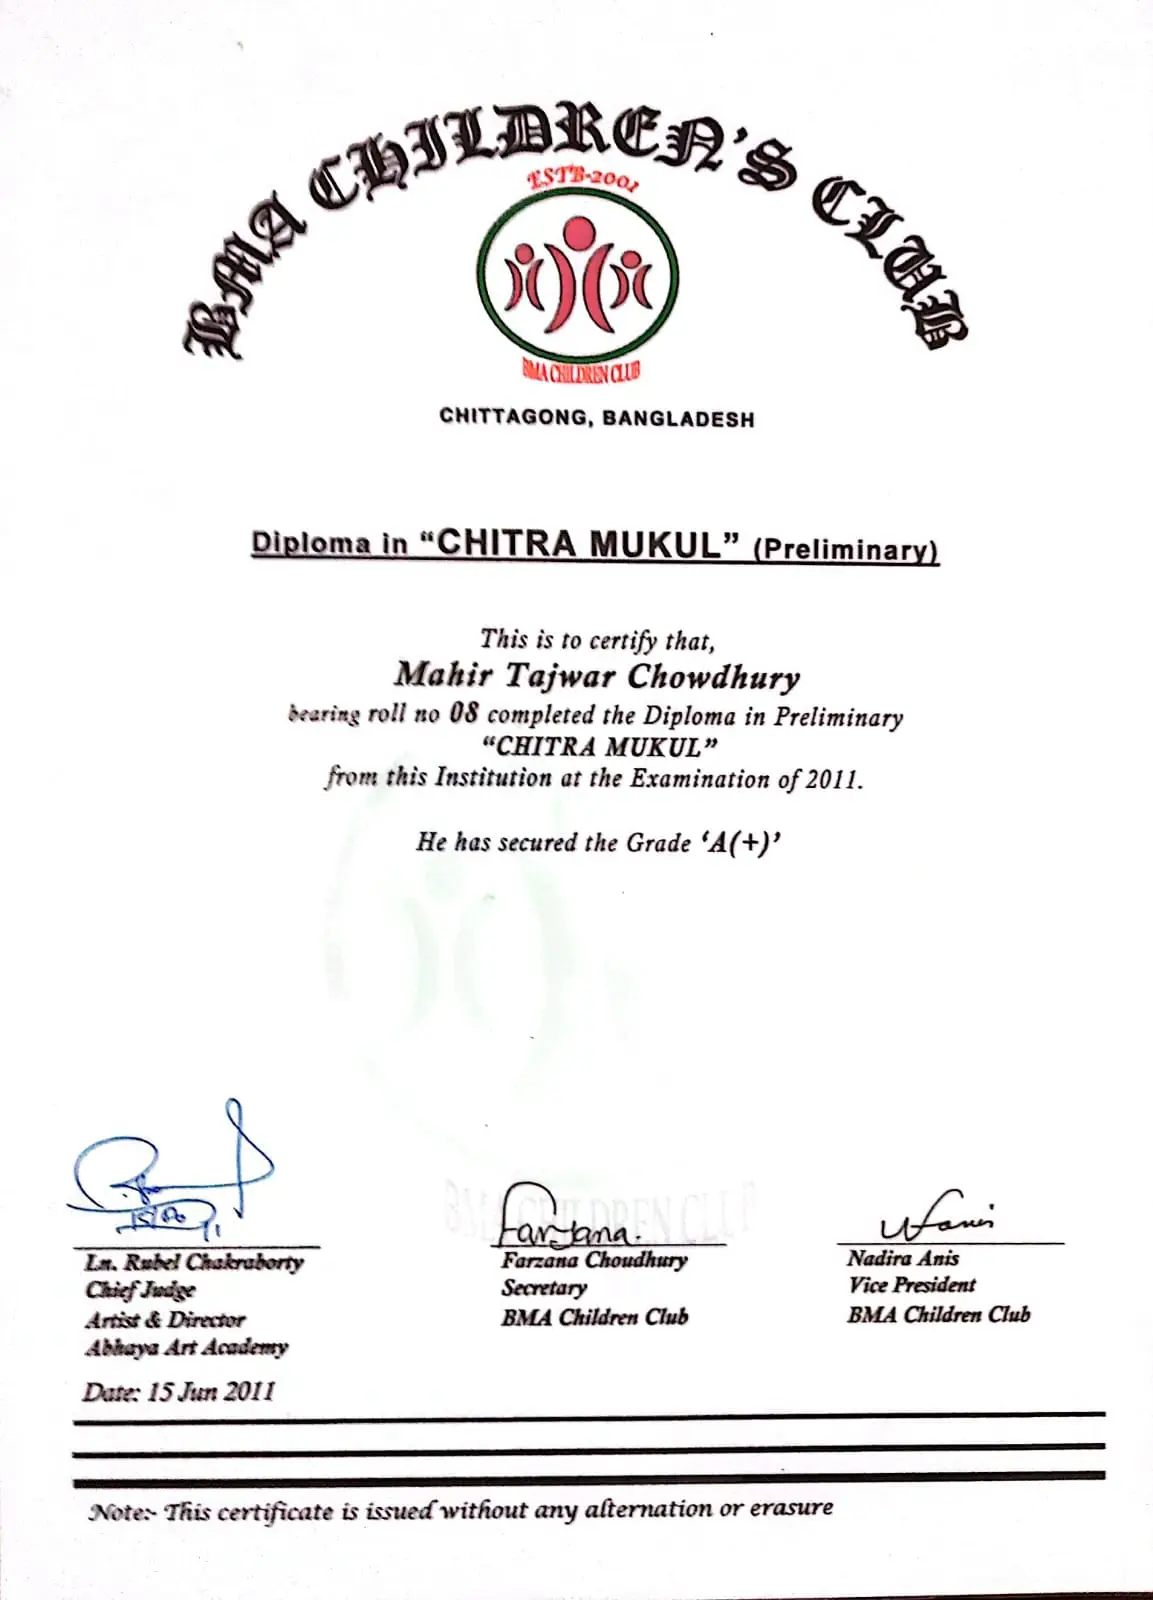 BMA CHILDREN'S CLUB
ESTB-2001
BMA CHILDREN CLUB
CHITTAGONG, BANGLADESH
Diploma in “CHITRA MUKUL” (Preliminary)
This is to certify that,
Mahir Tajwar Chowdhury
bearing roll no 08 completed the Diploma in Preliminary
“CHITRA MUKUL”
from this Institution at the Examination of 2011.
He has secured the Grade ‘A(+)’
BMA CHILDREN CLUB
Farzana.
Ln. Rubel Chakraborty
Chief Judge
Artist & Director
Abhaya Art Academy
Date: 15 Jun 2011
Farzana Choudhury
Secretary
BMA Children Club
Nadira Anis
Vice President
BMA Children Club
Note:- This certificate is issued without any alternation or erasure